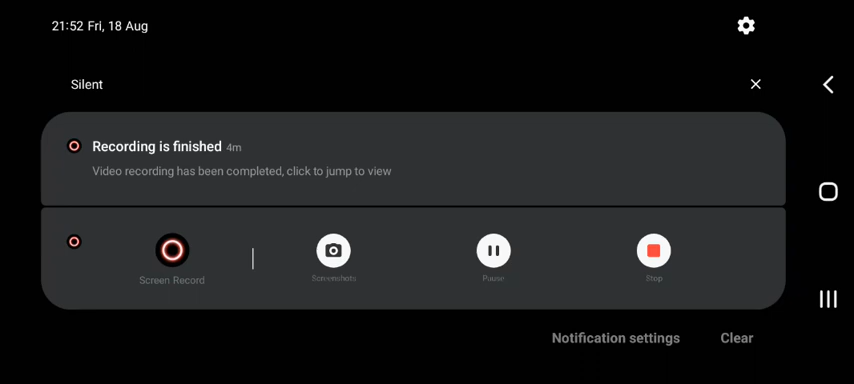 21:52 Fri, 18 Aug
Silent
Recording is finished 4m
Video recording has been completed, click to jump to view
Screen Record
Screenshots
Pause
Stop
Notification settings
Clear